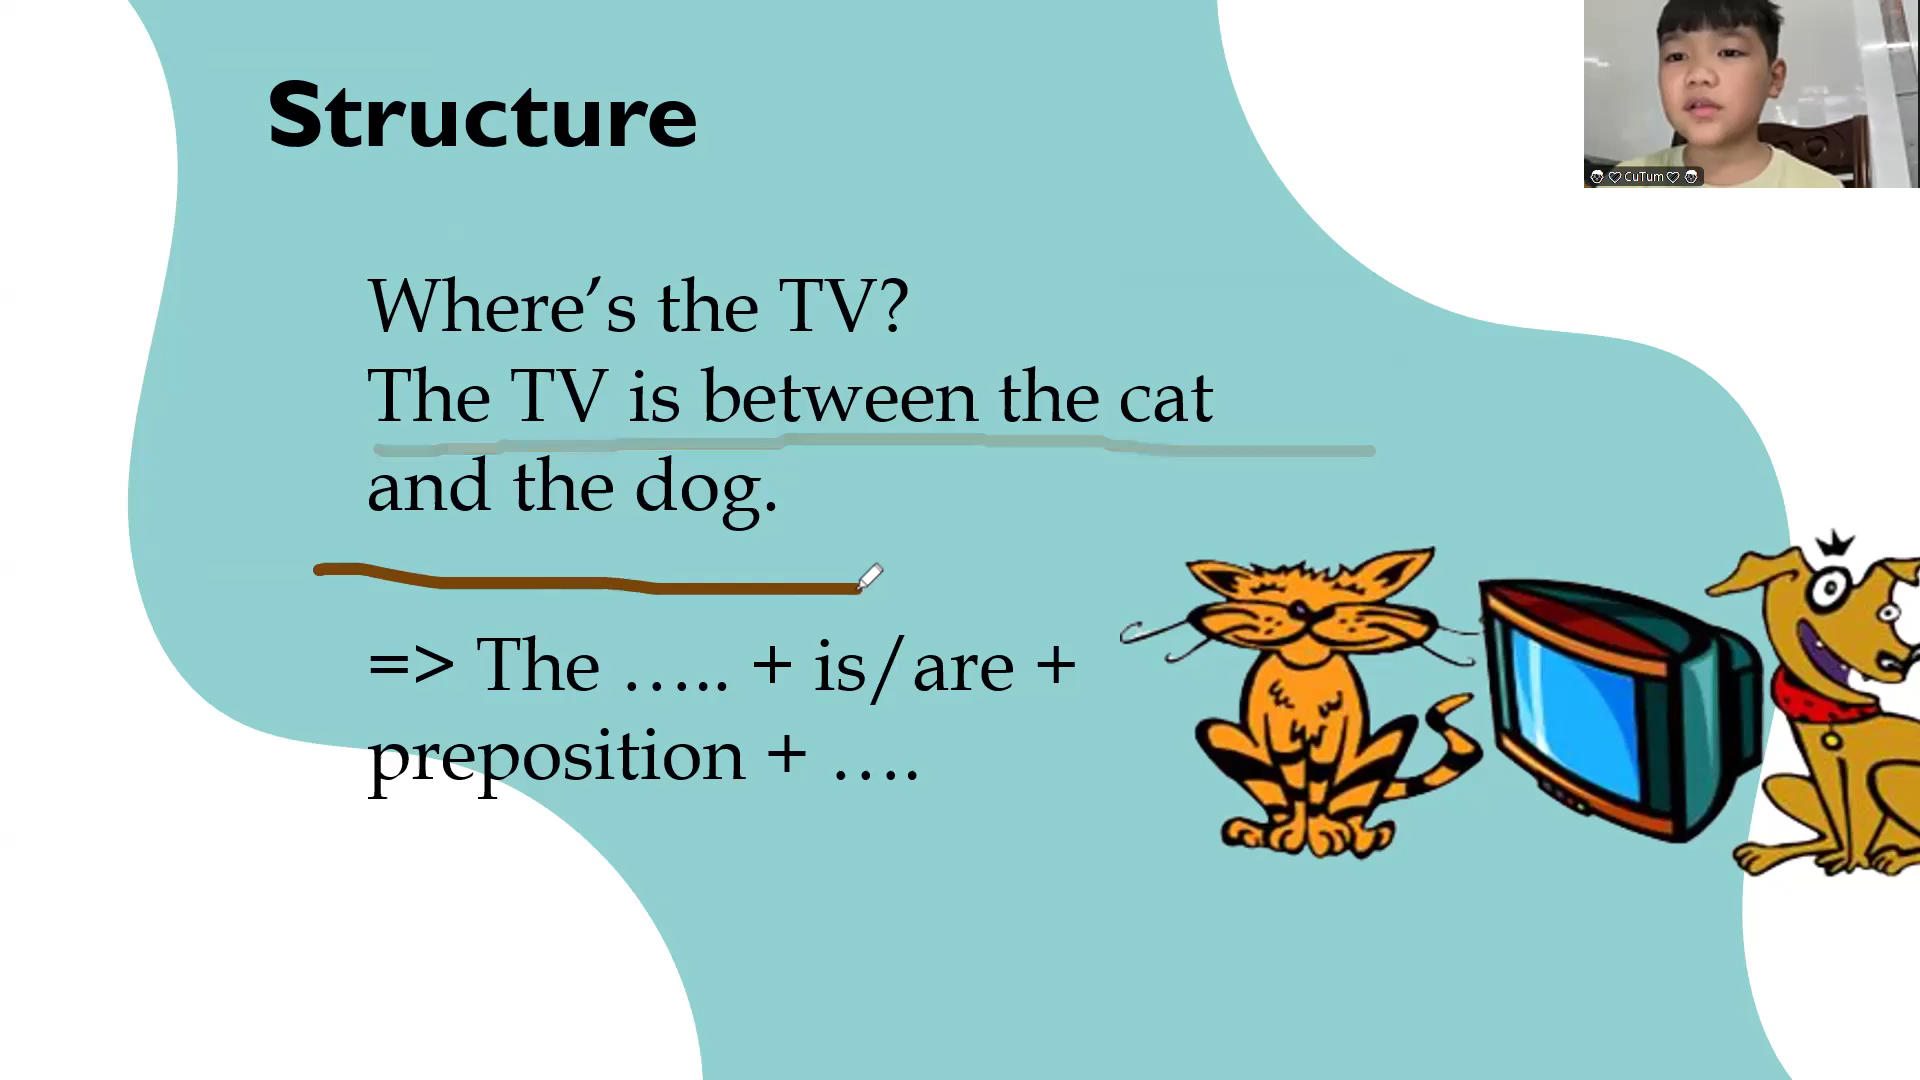 Structure
Where’s the TV?
The TV is between the cat
and the dog.
=> The ….. + is/are +
preposition + ….
CuTum